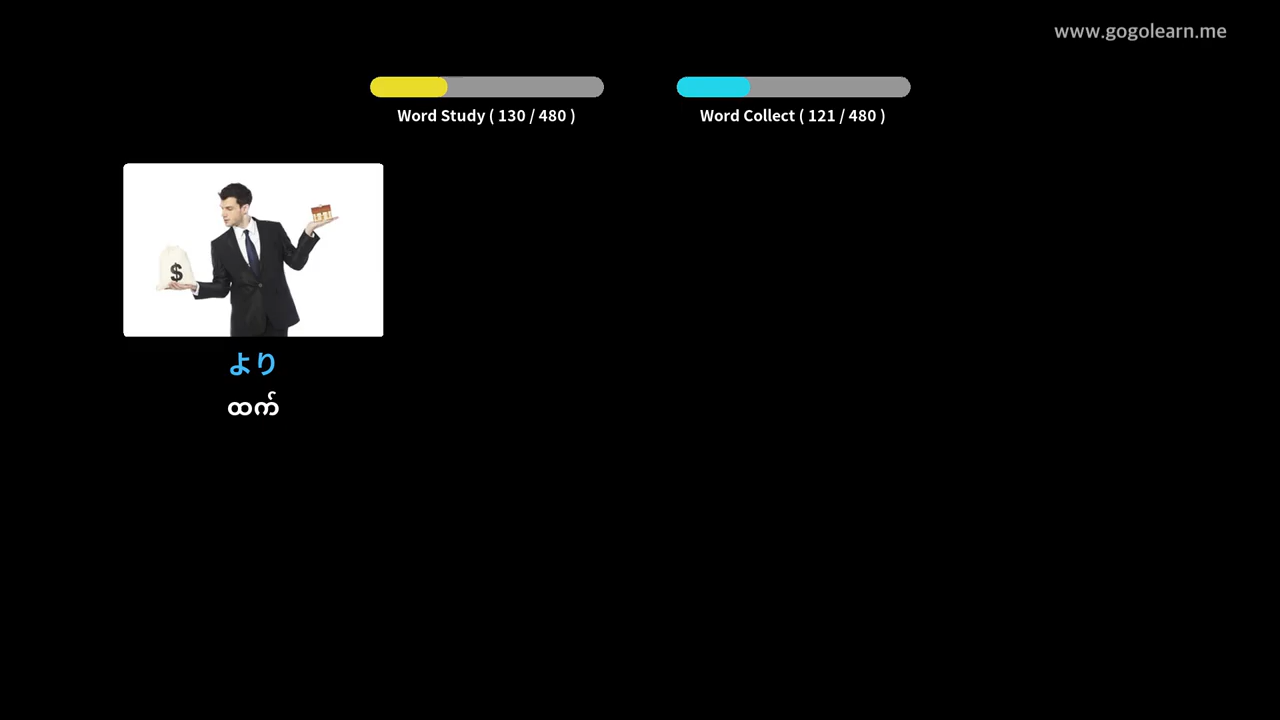 www.gogolearn.me
Word Study ( 130 / 480 )
Word Collect ( 121 / 480 )
$
より
ထက်